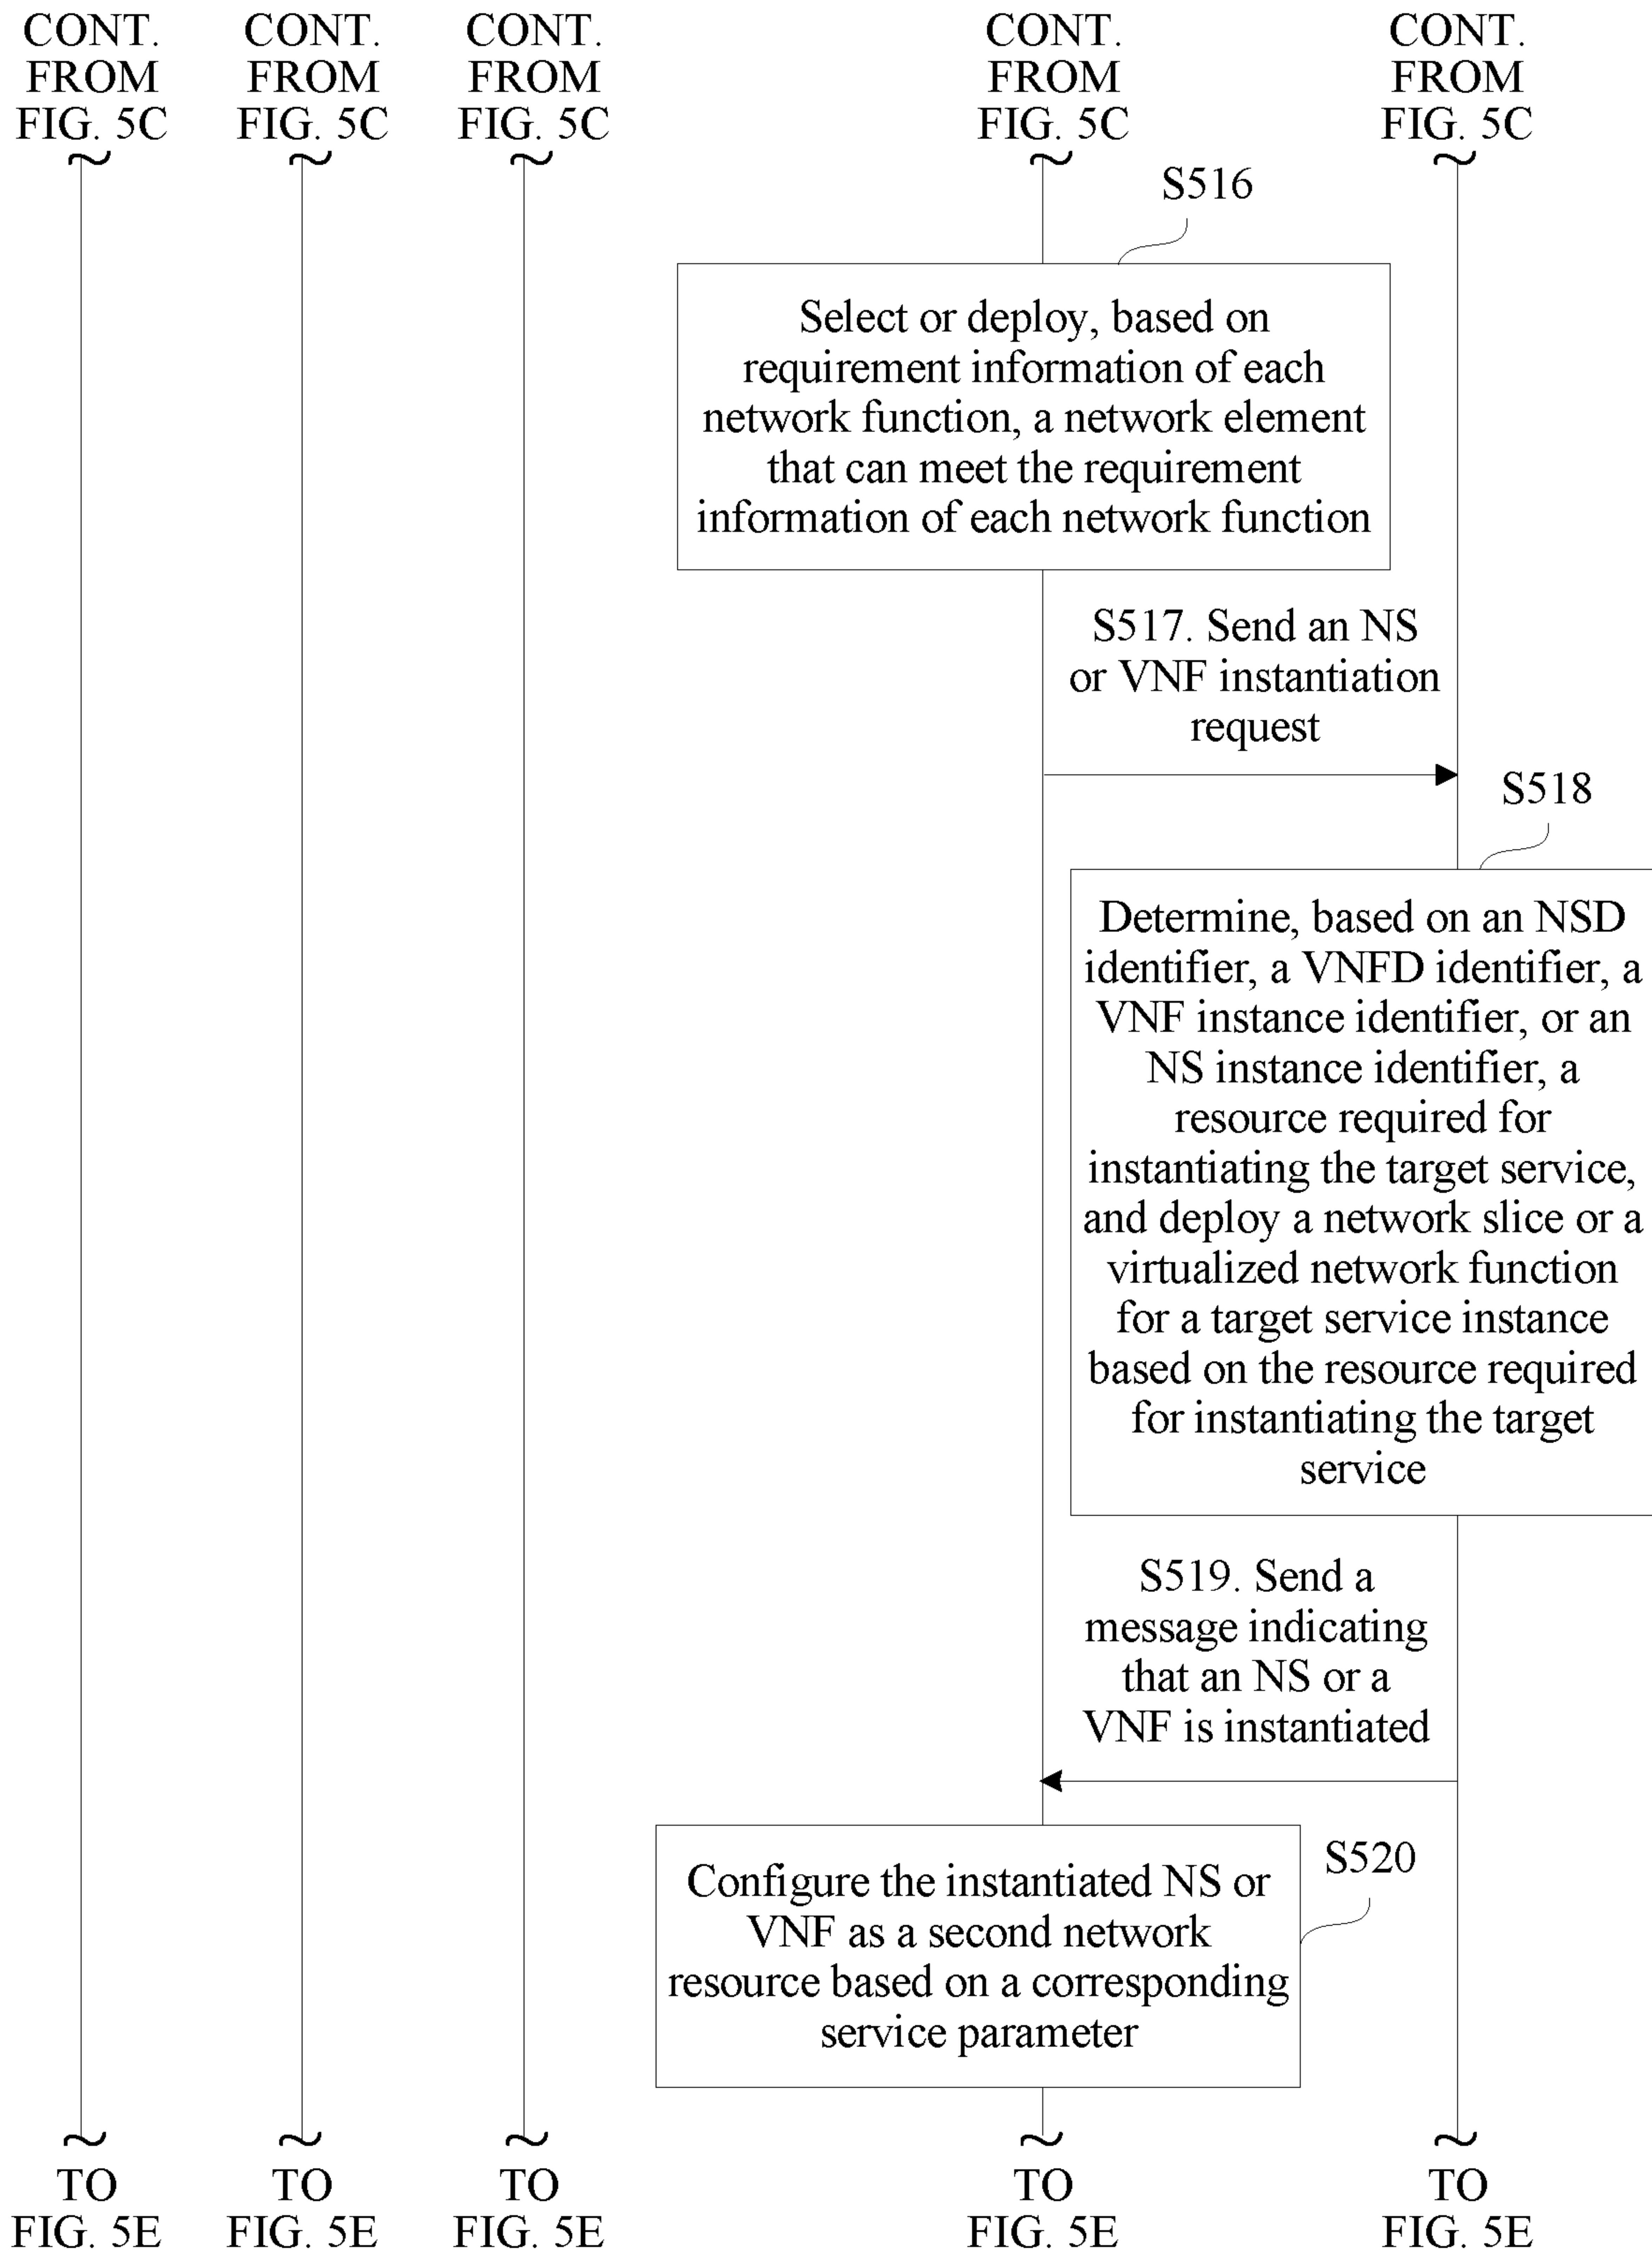 CONT.
FROM
FIG. 5C
CONT.
FROM
FIG. 5C
CONT.
FROM
FIG. 5C
CONT.
FROM
FIG. 5C
CONT.
FROM
FIG. 5C
S516
Select or deploy, based on
requirement information of each
network function, a network element
that can meet the requirement
information of each network function
S517. Send an NS
or VNF instantiation
request
S518
Determine, based on an NSD
identifier, a VNFD identifier, a
VNF instance identifier, or an
NS instance identifier, a
resource required for
instantiating the target service,
and deploy a network slice or a
virtualized network function
for a target service instance
based on the resource required
for instantiating the target
service
S519. Send a
message indicating
that an NS or a
VNF is instantiated
S520
Configure the instantiated NS or
VNF as a second network
resource based on a corresponding
service parameter
TO
FIG. 5E
TO
FIG. 5E
TO
FIG. 5E
TO
FIG. 5E
TO
FIG. 5E